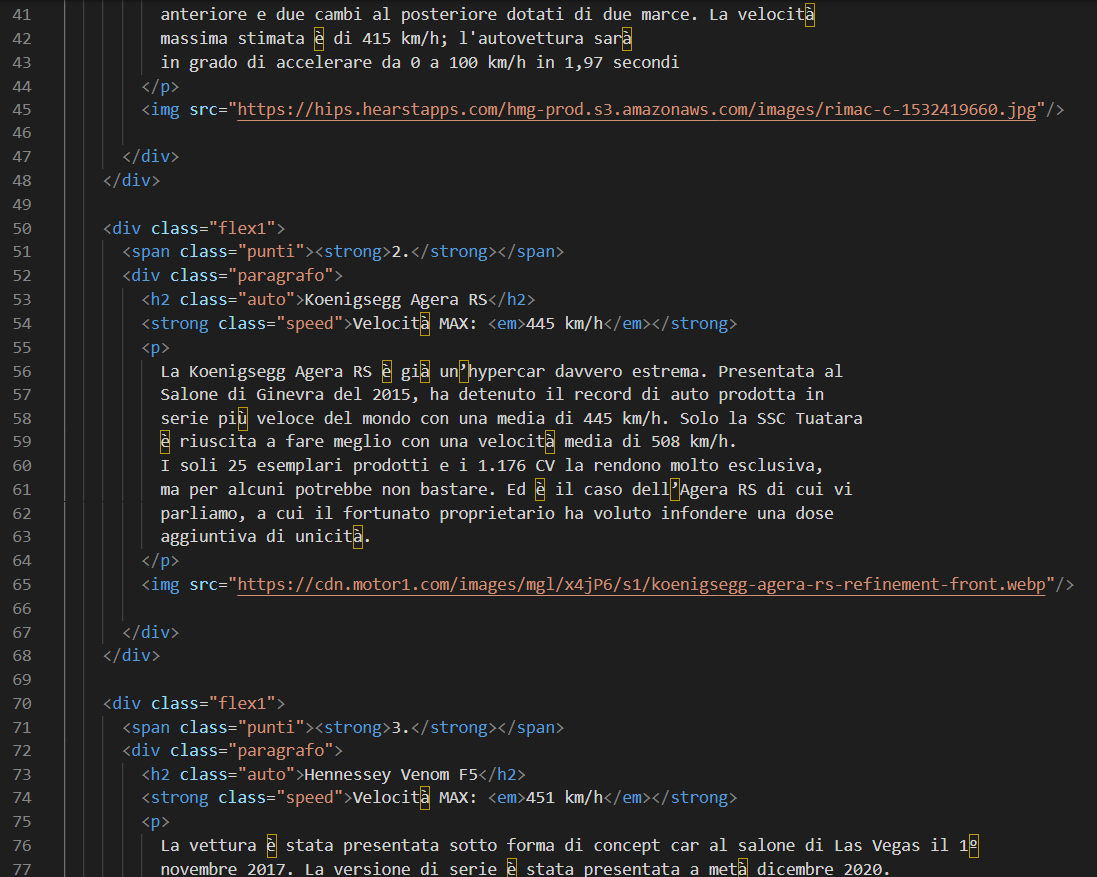 41 anteriore e due cambi al posteriore dotati di due marce. La velocità
42 massima stimata è di 415 km/h; l'autovettura sarà
43 in grado di accelerare da 0 a 100 km/h in 1,97 secondi
44 </p>
45 <img src="https://hips.hearstapps.com/hmg-prod.s3.amazonaws.com/images/rimac-c-1532419660.jpg"/>
46
47 </div>
48 </div>
49
50 <div class="flex1">
51 <span class="punti"><strong>2.</strong></span>
52 <div class="paragrafo">
53 <h2 class="auto">Koenigsegg Agera RS</h2>
54 <strong class="speed">Velocità MAX: <em>445 km/h</em></strong>
55 <p>
56 La Koenigsegg Agera RS è già un’hypercar davvero estrema. Presentata al
57 Salone di Ginevra del 2015, ha detenuto il record di auto prodotta in
58 serie più veloce del mondo con una media di 445 km/h. Solo la SSC Tuatara
59 è riuscita a fare meglio con una velocità media di 508 km/h.
60 I soli 25 esemplari prodotti e i 1.176 CV la rendono molto esclusiva,
61 ma per alcuni potrebbe non bastare. Ed è il caso dell’Agera RS di cui vi
62 parliamo, a cui il fortunato proprietario ha voluto infondere una dose
63 aggiuntiva di unicità.
64 </p>
65 <img src="https://cdn.motor1.com/images/mgl/x4jP6/s1/koenigsegg-agera-rs-refinement-front.webp"/>
66
67 </div>
68 </div>
69
70 <div class="flex1">
71 <span class="punti"><strong>3.</strong></span>
72 <div class="paragrafo">
73 <h2 class="auto">Hennessey Venom F5</h2>
74 <strong class="speed">Velocità MAX: <em>451 km/h</em></strong>
75 <p>
76 La vettura è stata presentata sotto forma di concept car al salone di Las Vegas il 1º
77 novembre 2017. La versione di serie è stata presentata a metà dicembre 2020.